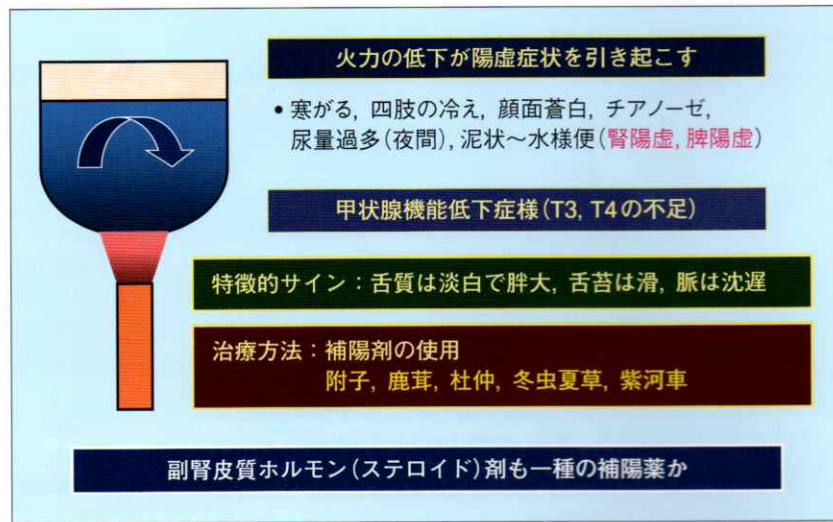 火力の低下が陽虚症状を引き起こす
• 寒がる, 四肢の冷え, 顔面蒼白, チアノーゼ,
尿量過多(夜間), 泥状〜水様便(腎陽虚, 脾陽虚)
甲状腺機能低下症様(T3, T4の不足)
特徴的サイン：舌質は淡白で胖大, 舌苔は滑, 脈は沈遅
治療方法：補陽剤の使用
附子, 鹿茸, 杜仲, 冬虫夏草, 紫河車
副腎皮質ホルモン(ステロイド)剤も一種の補陽薬か